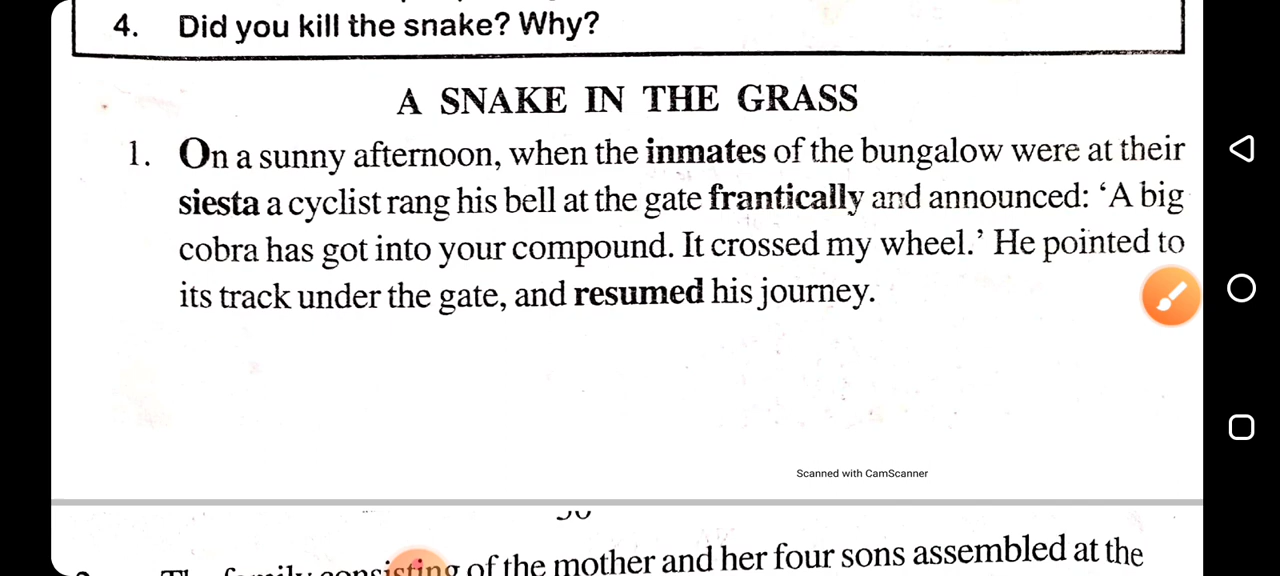 4. Did you kill the snake? Why?
A SNAKE IN THE GRASS
1. On a sunny afternoon, when the inmates of the bungalow were at their
siesta a cyclist rang his bell at the gate frantically and announced: ‘A big
cobra has got into your compound. It crossed my wheel.’ He pointed to
its track under the gate, and resumed his journey.
Scanned with CamScanner
family consisting of the mother and her four sons assembled at the